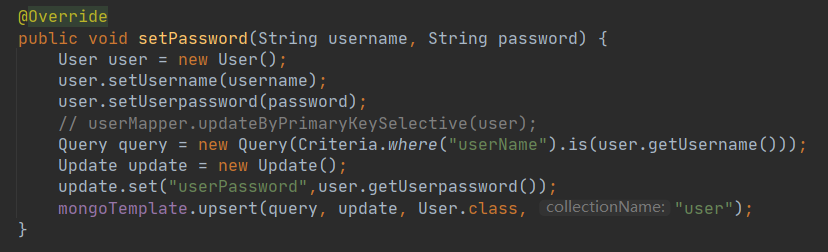 @Override
public void setPassword(String username, String password) {
    User user = new User();
    user.setUsername(username);
    user.setUserpassword(password);
    // userMapper.updateByPrimaryKeySelective(user);
    Query query = new Query(Criteria.where("userName").is(user.getUsername()));
    Update update = new Update();
    update.set("userPassword",user.getUserpassword());
    mongoTemplate.upsert(query, update, User.class, collectionName: "user");
}